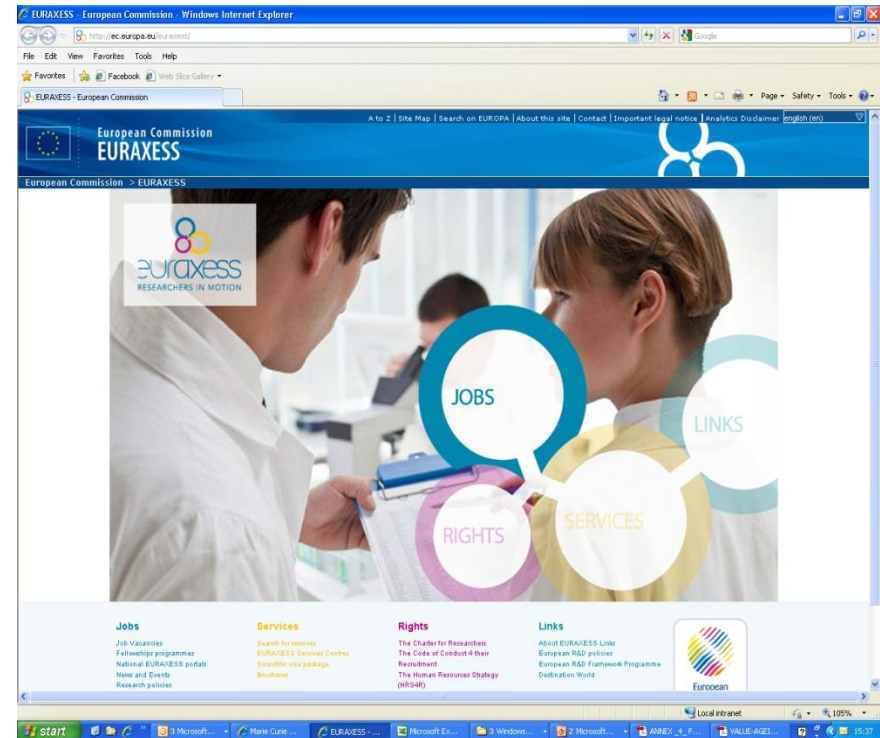 EURAXESS - European Commission - Windows Internet Explorer
http://ec.europa.eu/euraxess/
Google
File Edit View Favorites Tools Help
Favorites Facebook Web Slice Gallery
EURAXESS - European Commission
Page Safety Tools
A to Z | Site Map | Search on EUROPA | About this site | Contact | Important legal notice | Analytics Disclaimer english (en)
European Commission
EURAXESS
European Commission > EURAXESS
euraxess
RESEARCHERS IN MOTION
JOBS
LINKS
SERVICES
RIGHTS
Jobs
Job Vacancies
Fellowships programmes
National EURAXESS portals
News and Events
Research policies
Services
Search for services
EURAXESS Services Centres
Scientific visa package
Brochures
Rights
The Charter for Researchers
The Code of Conduct 4 their
Recruitment
The Human Resources Strategy
(HRS4R)
Links
About EURAXESS Links
European R&D policies
European R&D Framework Programme
Destination World
European
Local intranet 105%
start 3 Microsoft... Marie Curie ... EURAXESS - ... Microsoft Ex... 3 Windows... 2 Microsoft... ANNEX _4_F... VALUE-AGEI... 15:37